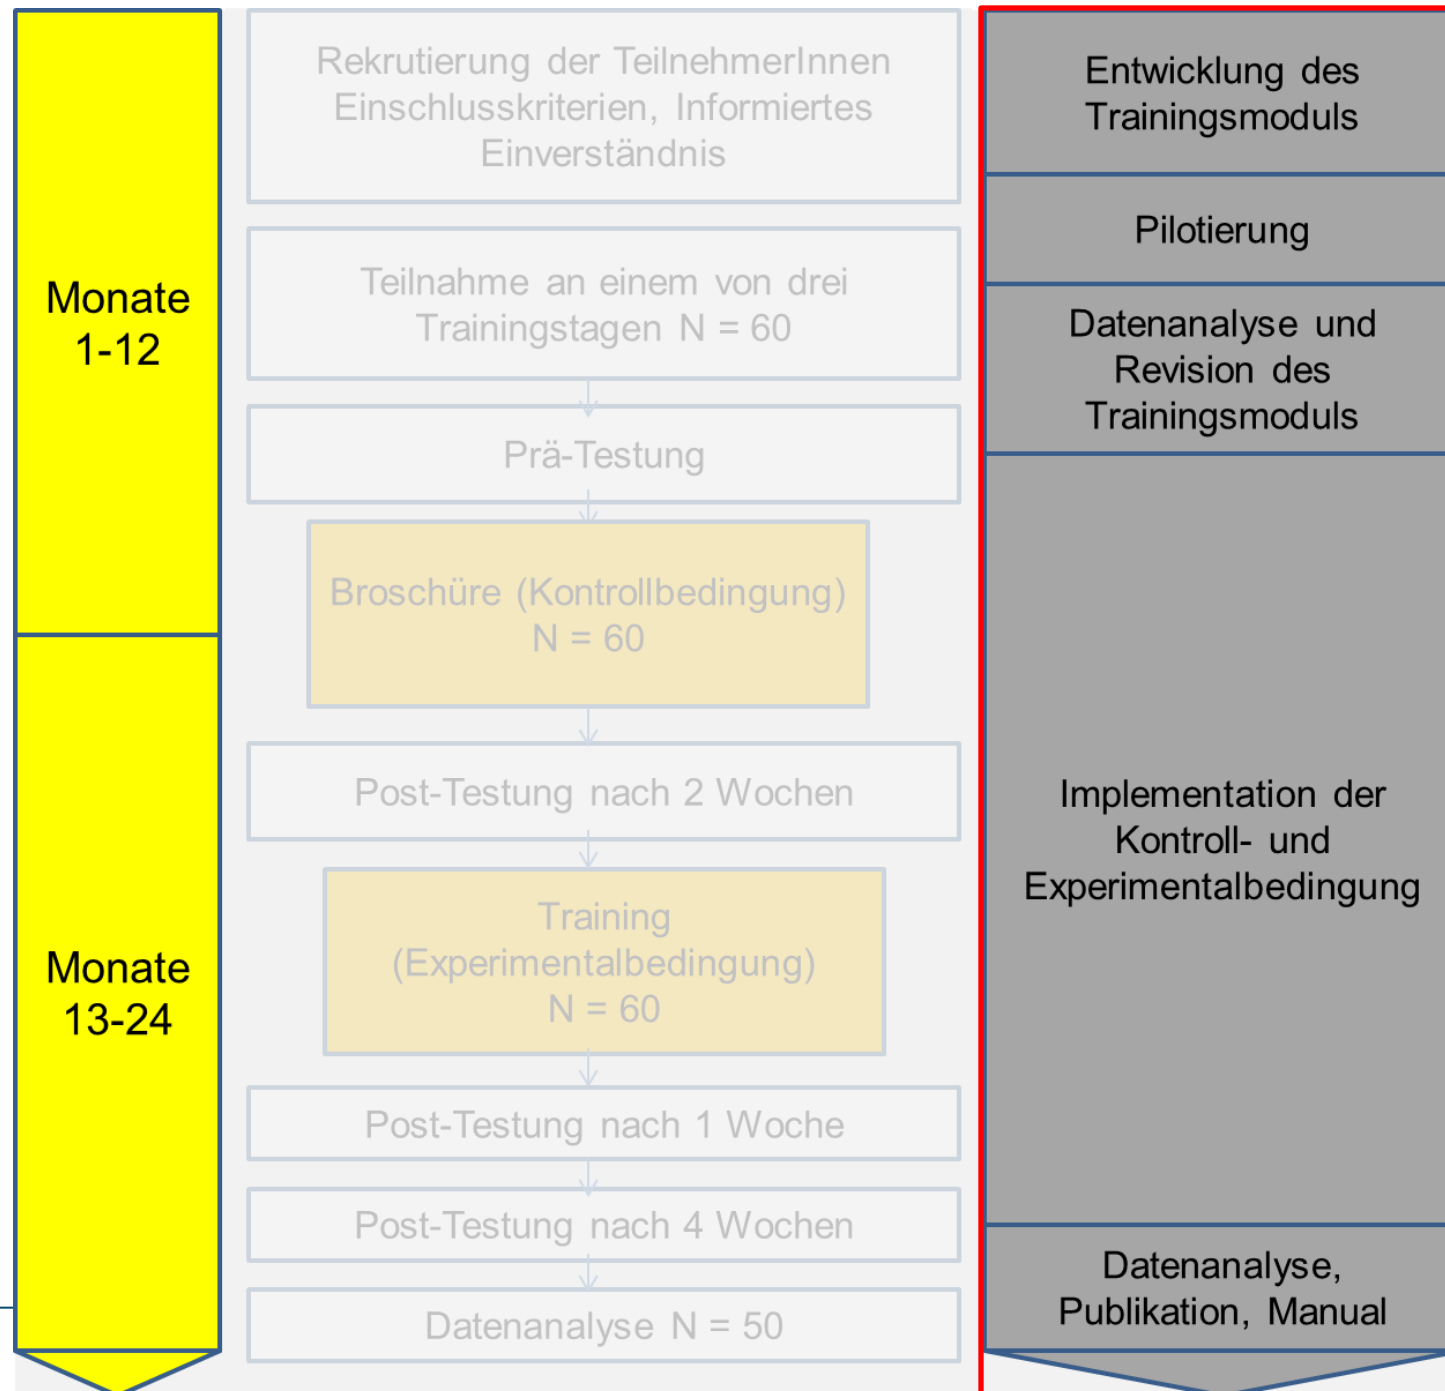 Monate
1-12
Monate
13-24
Rekrutierung der TeilnehmerInnen
Einschlusskriterien, Informiertes
Einverständnis
Teilnahme an einem von drei
Trainingstagen N = 60
Prä-Testung
Broschüre (Kontrollbedingung)
N = 60
Post-Testung nach 2 Wochen
Training
(Experimentalbedingung)
N = 60
Post-Testung nach 1 Woche
Post-Testung nach 4 Wochen
Datenanalyse N = 50
Entwicklung des
Trainingsmoduls
Pilotierung
Datenanalyse und
Revision des
Trainingsmoduls
Implementation der
Kontroll- und
Experimentalbedingung
Datenanalyse,
Publikation, Manual